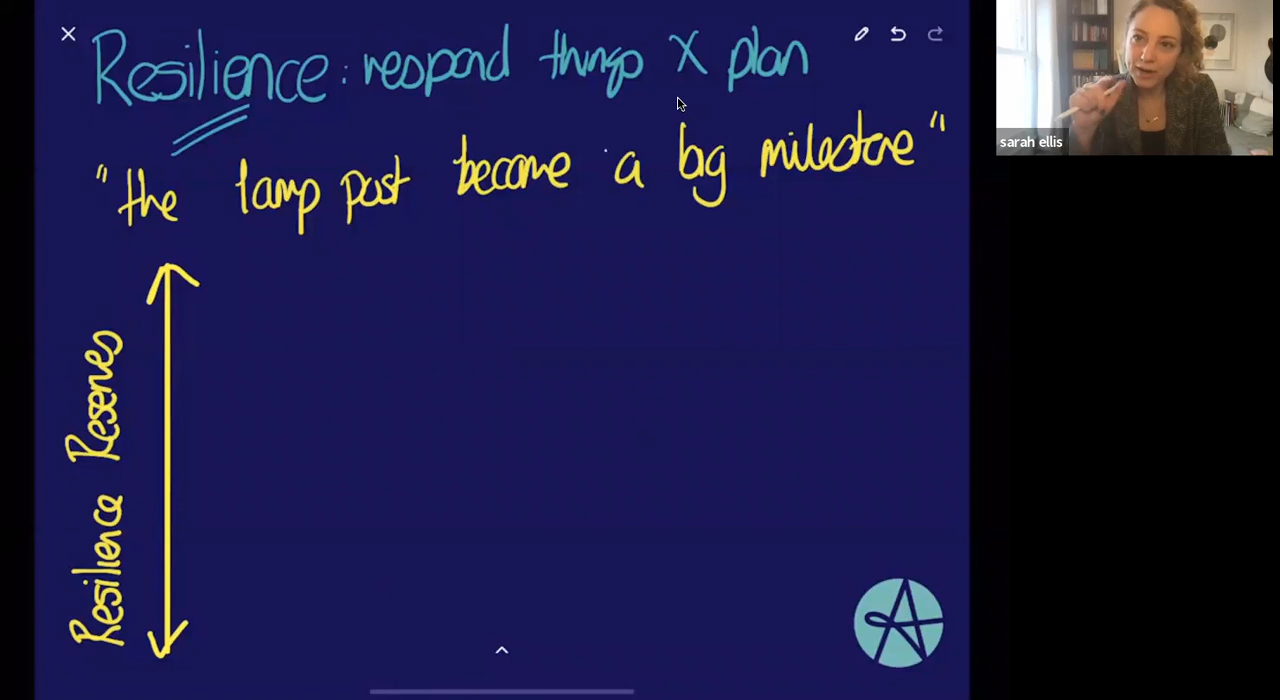 Resilience: respond things X plan
"the lamp post become a big milestone"
Resilience Reserves
sarah ellis